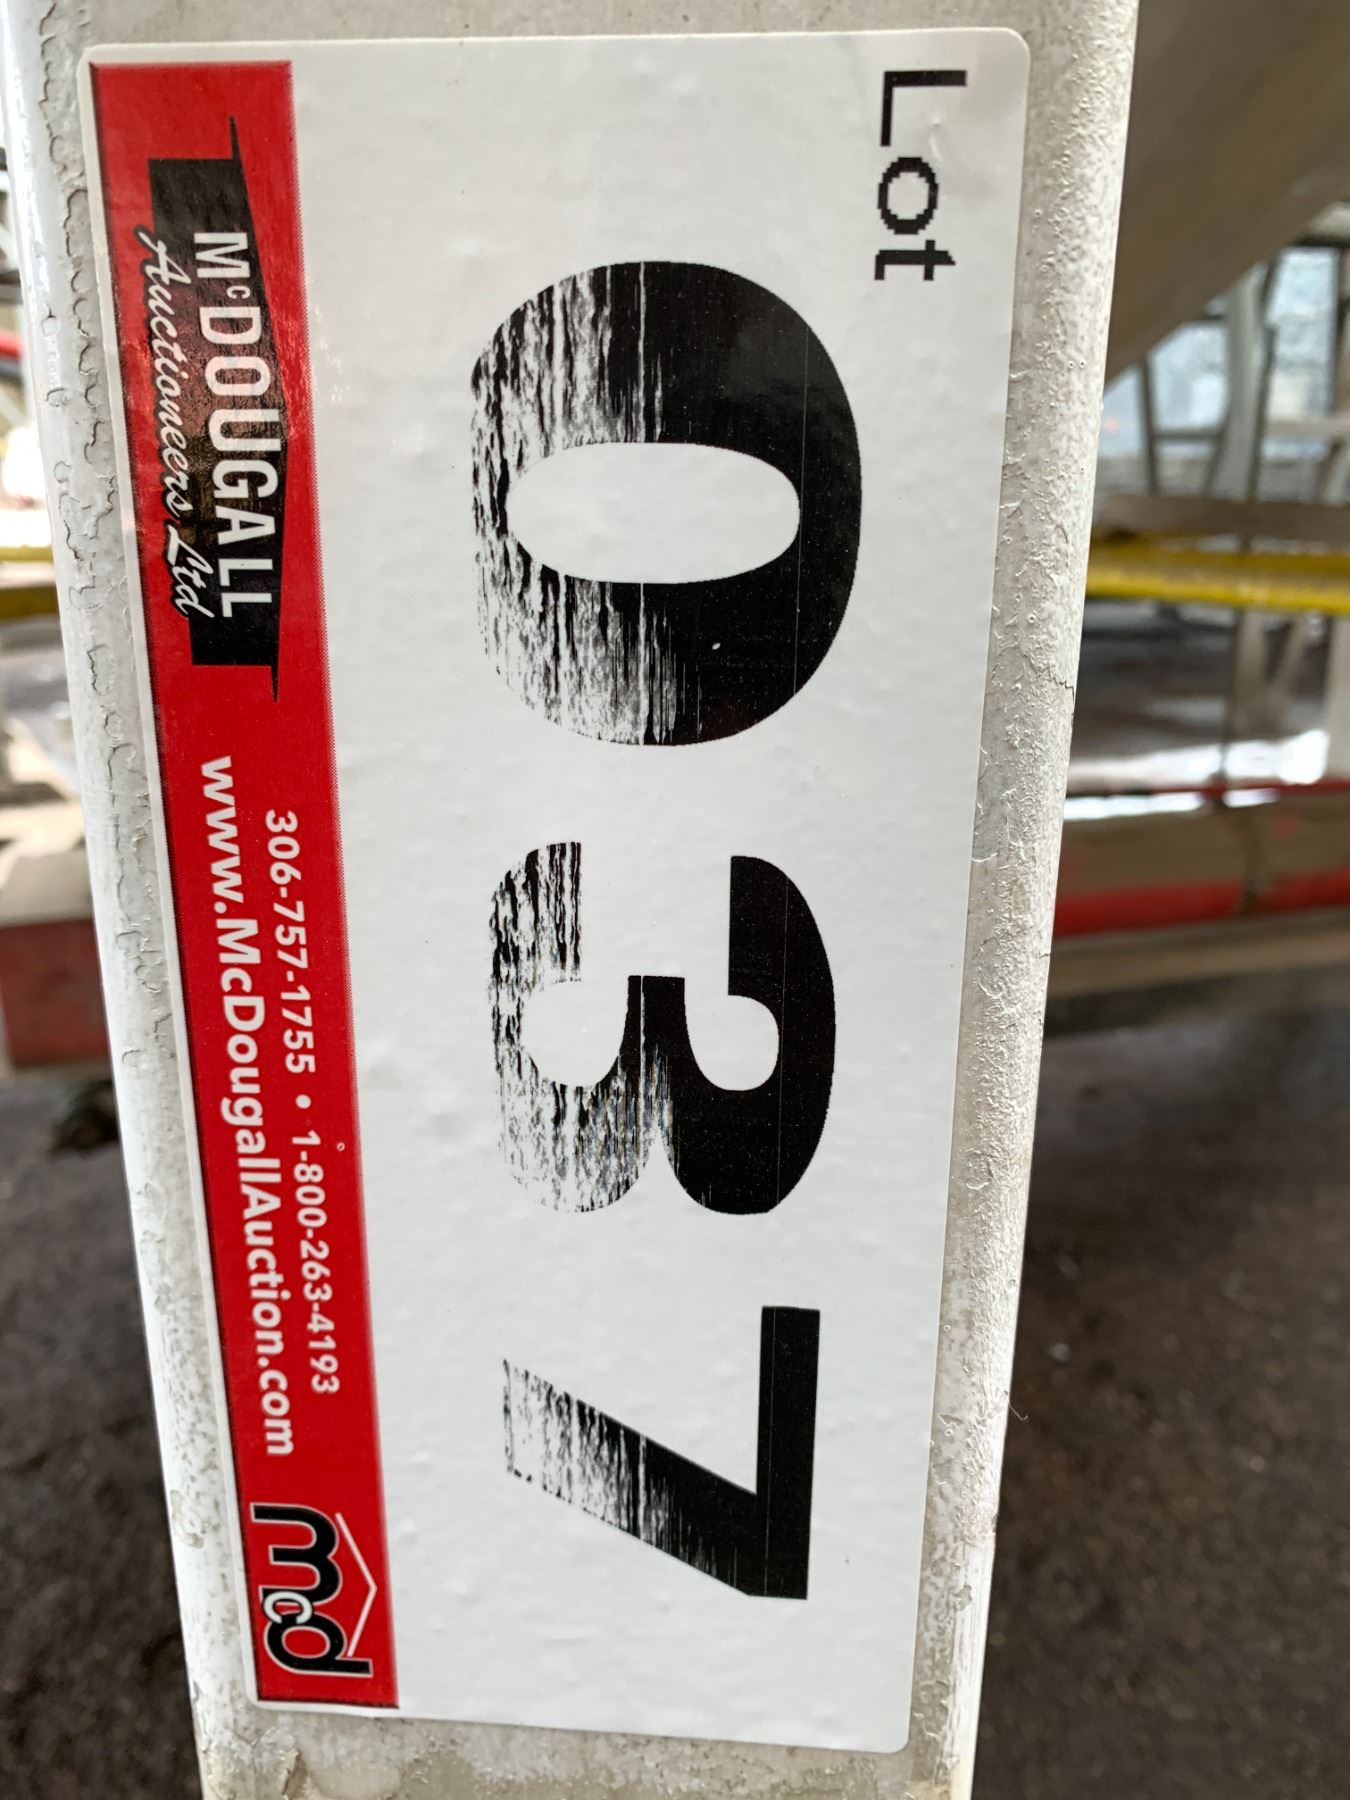 Lot
037
McDOUGALL
Auctioneers Ltd
306-757-1755 • 1-800-263-4193
www.McDougallAuction.com
mcd